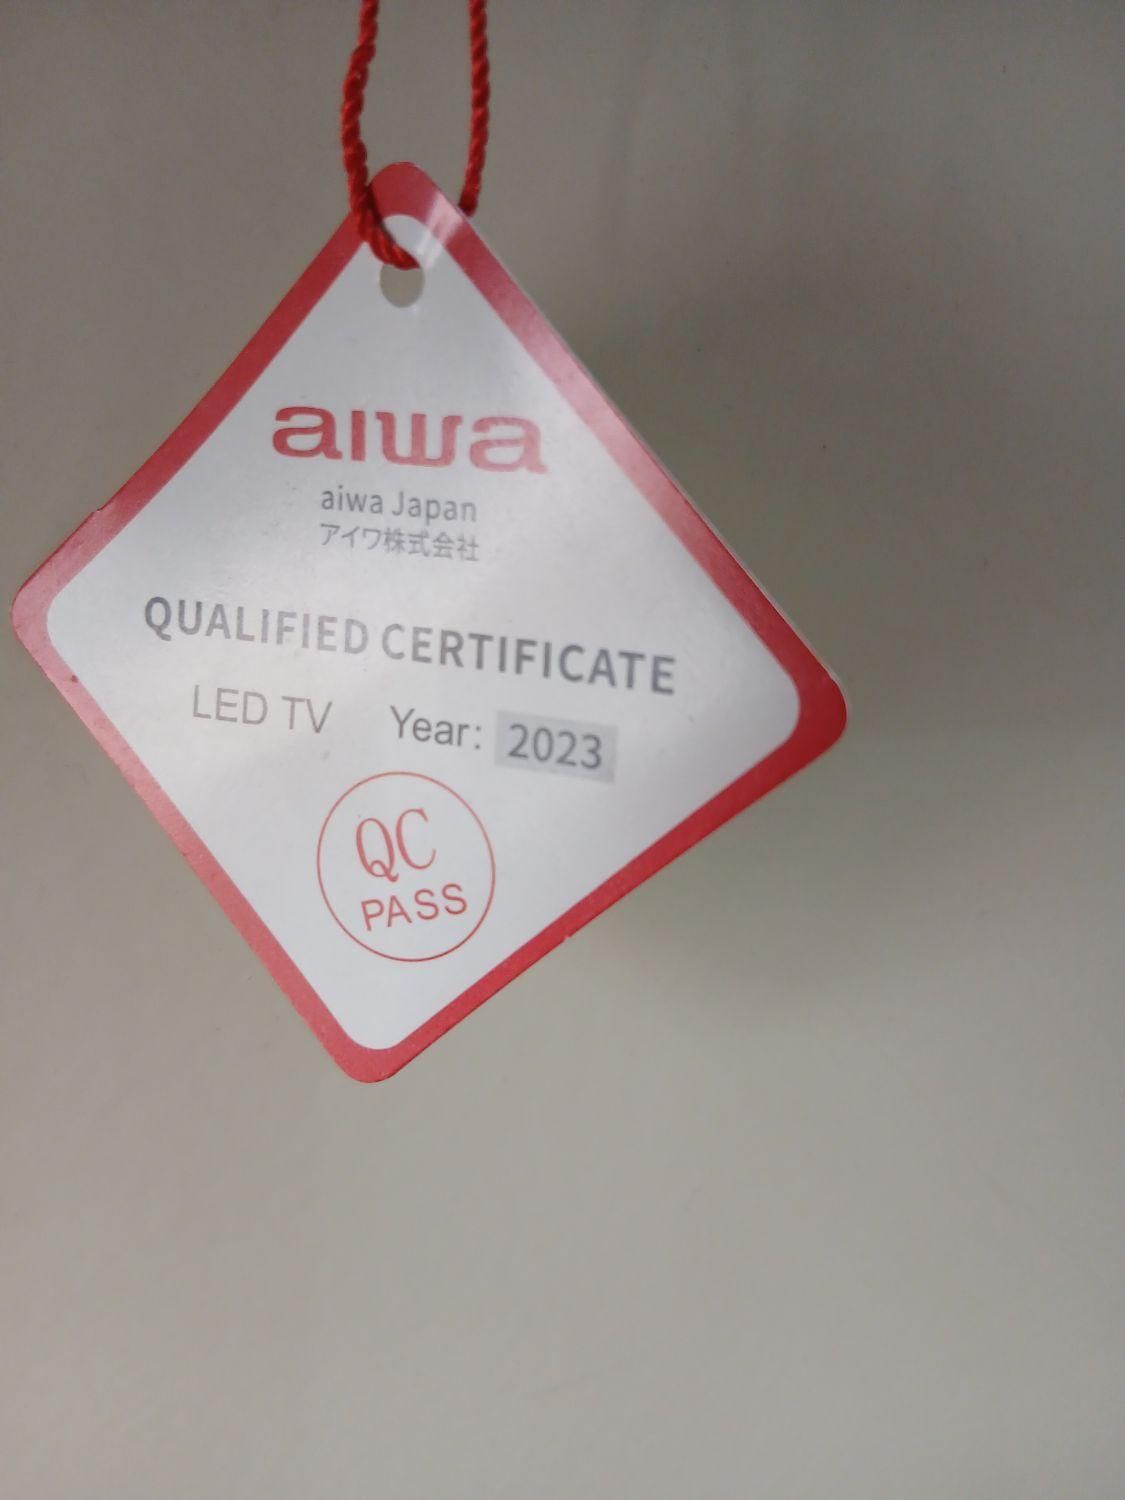 aiwa
aiwa Japan
アイワ株式会社
QUALIFIED CERTIFICATE
LED TV Year: 2023
QC
PASS